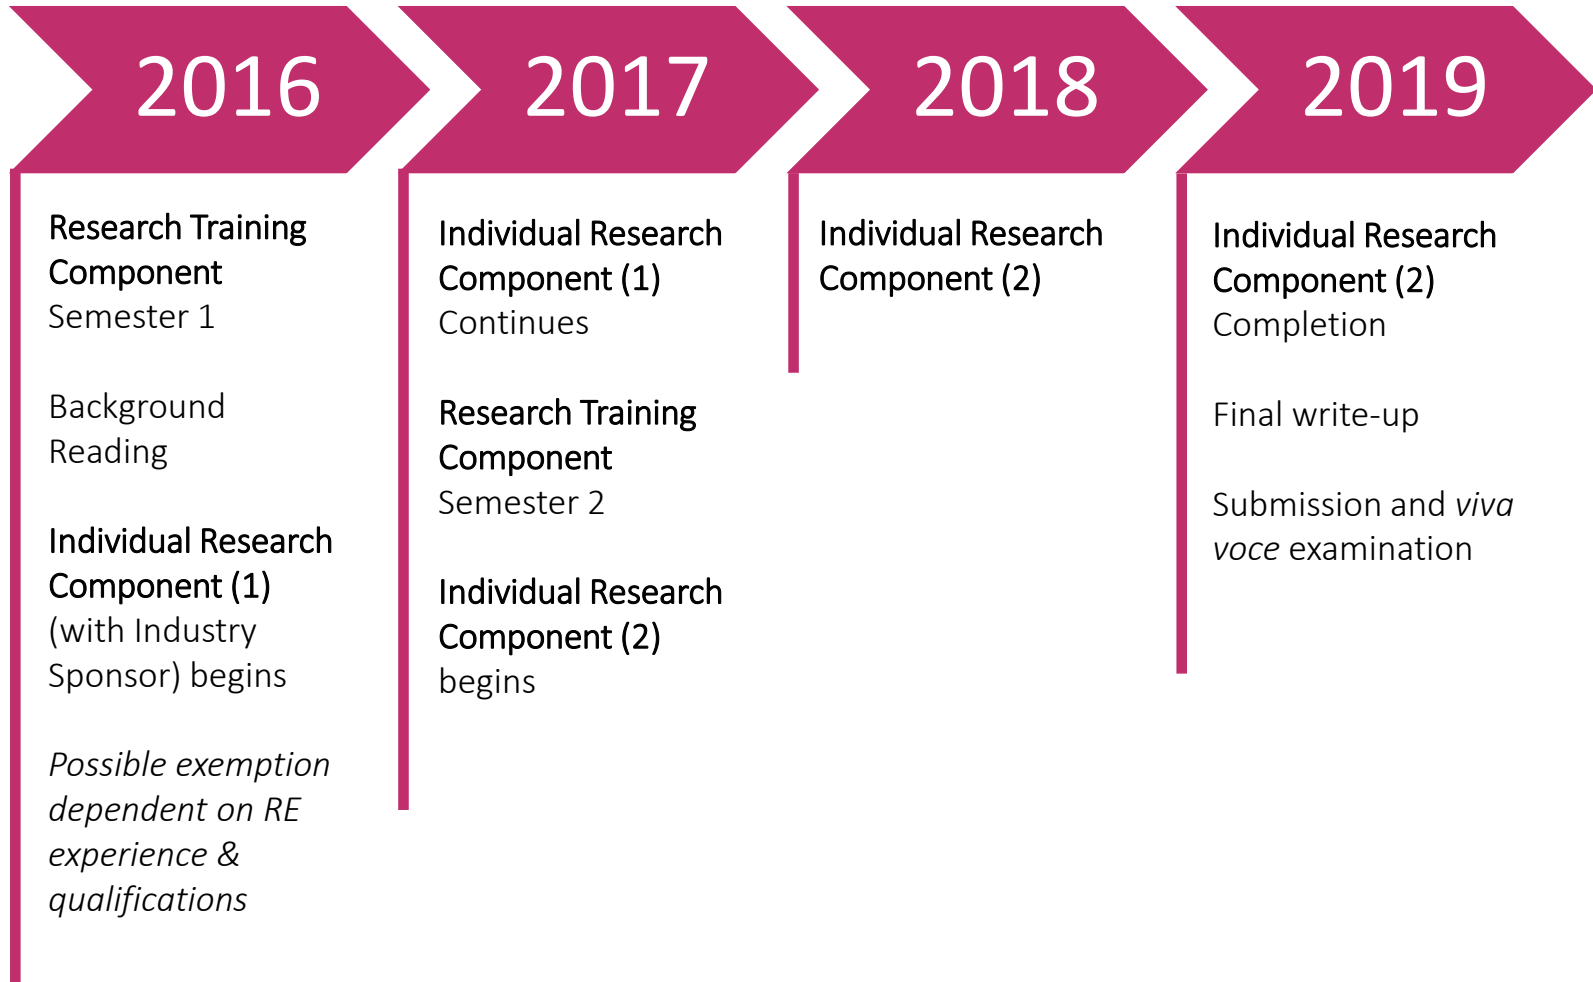 2016
Research Training
Component
Semester 1
Background
Reading
Individual Research
Component (1)
(with Industry
Sponsor) begins
Possible exemption
dependent on RE
experience &
qualifications
2017
Individual Research
Component (1)
Continues
Research Training
Component
Semester 2
Individual Research
Component (2)
begins
2018
Individual Research
Component (2)
2019
Individual Research
Component (2)
Completion
Final write-up
Submission and viva
voce examination